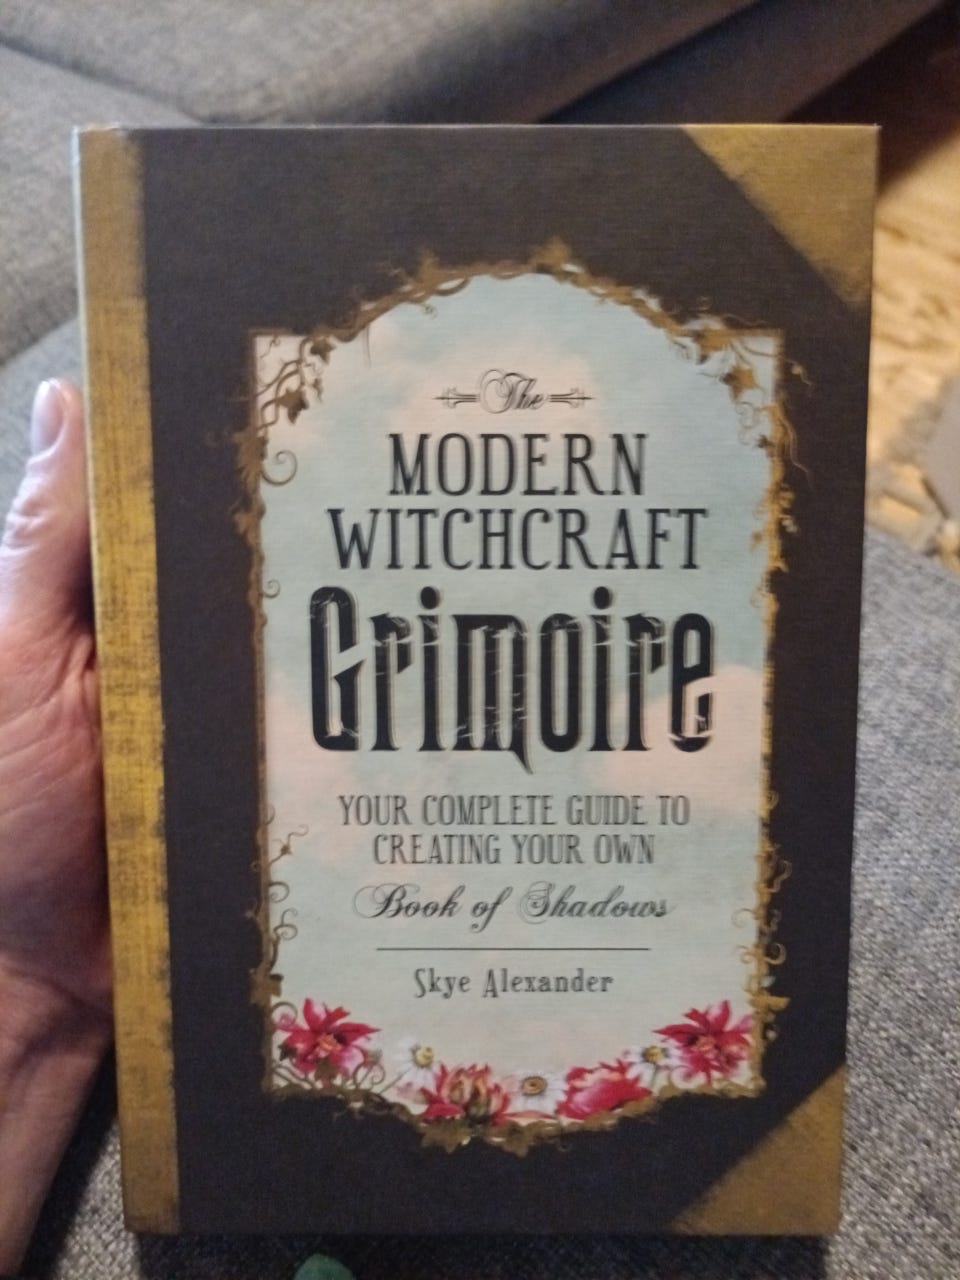 The
MODERN
WITCHCRAFT
Grimoire
YOUR COMPLETE GUIDE TO
CREATING YOUR OWN
Book of Shadows
Skye Alexander